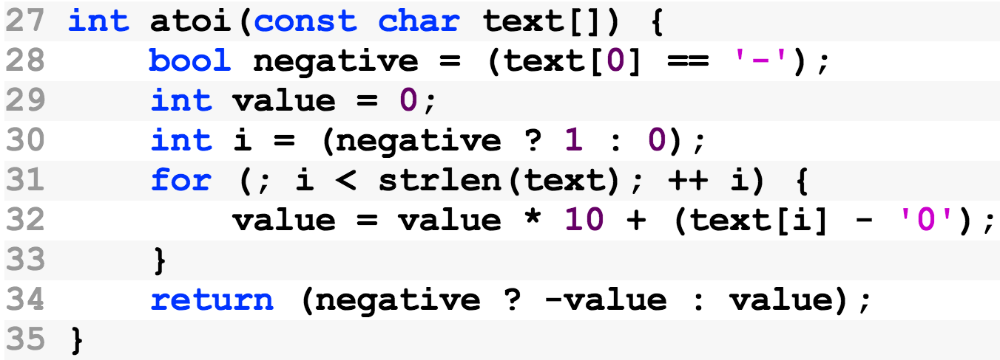 27 int atoi(const char text[]) {
28     bool negative = (text[0] == '-');
29     int value = 0;
30     int i = (negative ? 1 : 0);
31     for (; i < strlen(text); ++ i) {
32         value = value * 10 + (text[i] - '0');
33     }
34     return (negative ? -value : value);
35 }